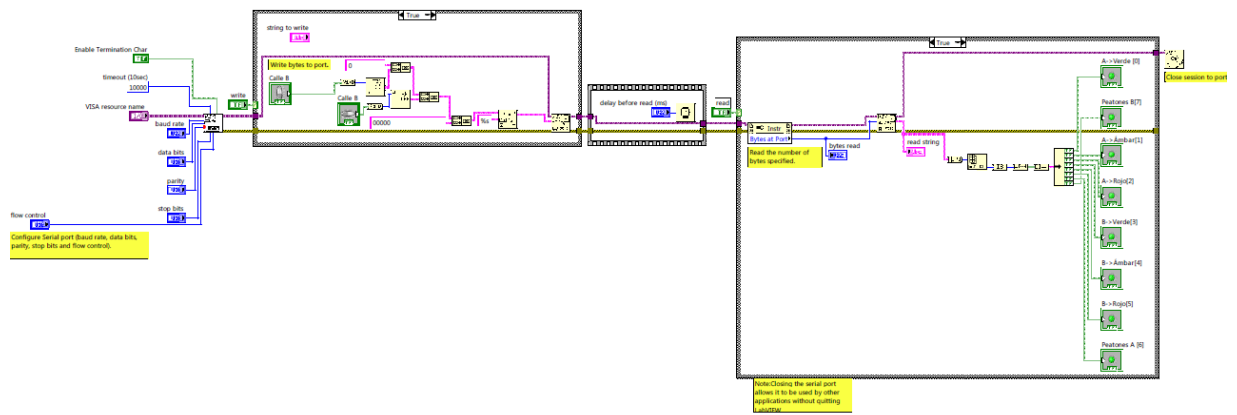 True
string to write
Enable Termination Char
timeout (10sec)
10000
VISA resource name
baud rate
data bits
parity
stop bits
flow control
Configure Serial port (baud rate, data bits,
parity, stop bits and flow control).
write
Write bytes to port.
0
Calle B
Calle B
00000
%s
delay before read (ms)
read
True
Instr
Bytes at Port
Read the number of
bytes specified.
bytes read
read string
Close session to port
A->Verde [0]
Peatones B[7]
A->Ámbar[1]
A->Rojo[2]
B->Verde[3]
B->Ámbar[4]
B->Rojo[5]
Peatones A [6]
Note:Closing the serial port
allows it to be used by other
applications without quitting
LabVIEW.